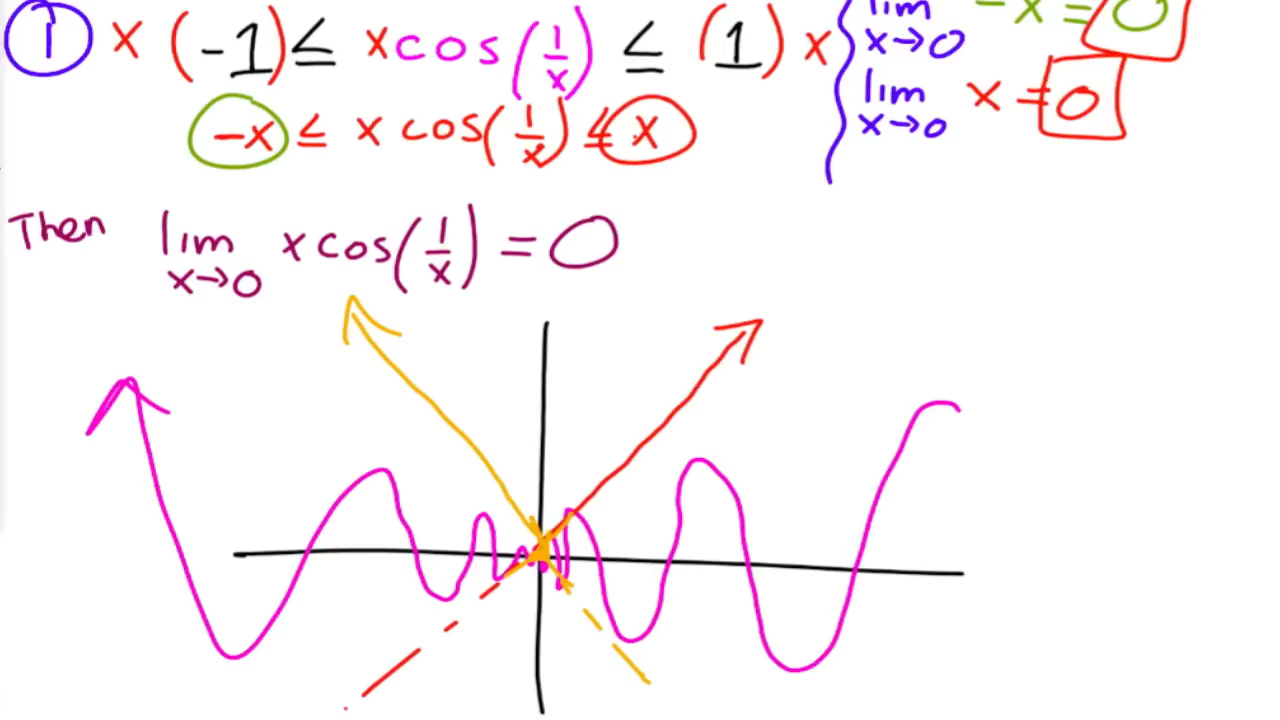 ① x (-1) ≤ x cos(1/x) ≤ (1) x
-x ≤ x cos(1/x) ≤ x
lim x→0 -x = 0
lim x→0 x = 0
Then lim x→0 x cos(1/x) = 0